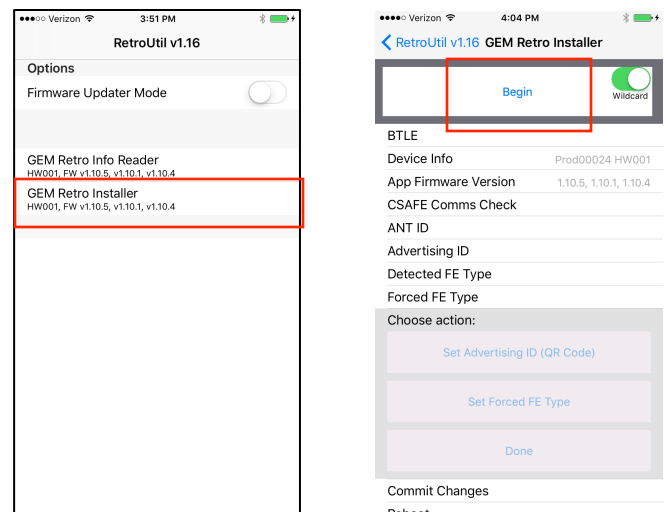 ●●●○○ Verizon 3:51 PM
RetroUtil v1.16
Options
Firmware Updater Mode
GEM Retro Info Reader
HW001, FW v1.10.5, v1.10.1, v1.10.4
GEM Retro Installer
HW001, FW v1.10.5, v1.10.1, v1.10.4
●●●●○ Verizon 4:04 PM
RetroUtil v1.16 GEM Retro Installer
Begin
Wildcard
BTLE
Device Info Prod00024 HW001
App Firmware Version 1.10.5, 1.10.1, 1.10.4
CSAFE Comms Check
ANT ID
Advertising ID
Detected FE Type
Forced FE Type
Choose action:
Set Advertising ID (QR Code)
Set Forced FE Type
Done
Commit Changes
Reboot